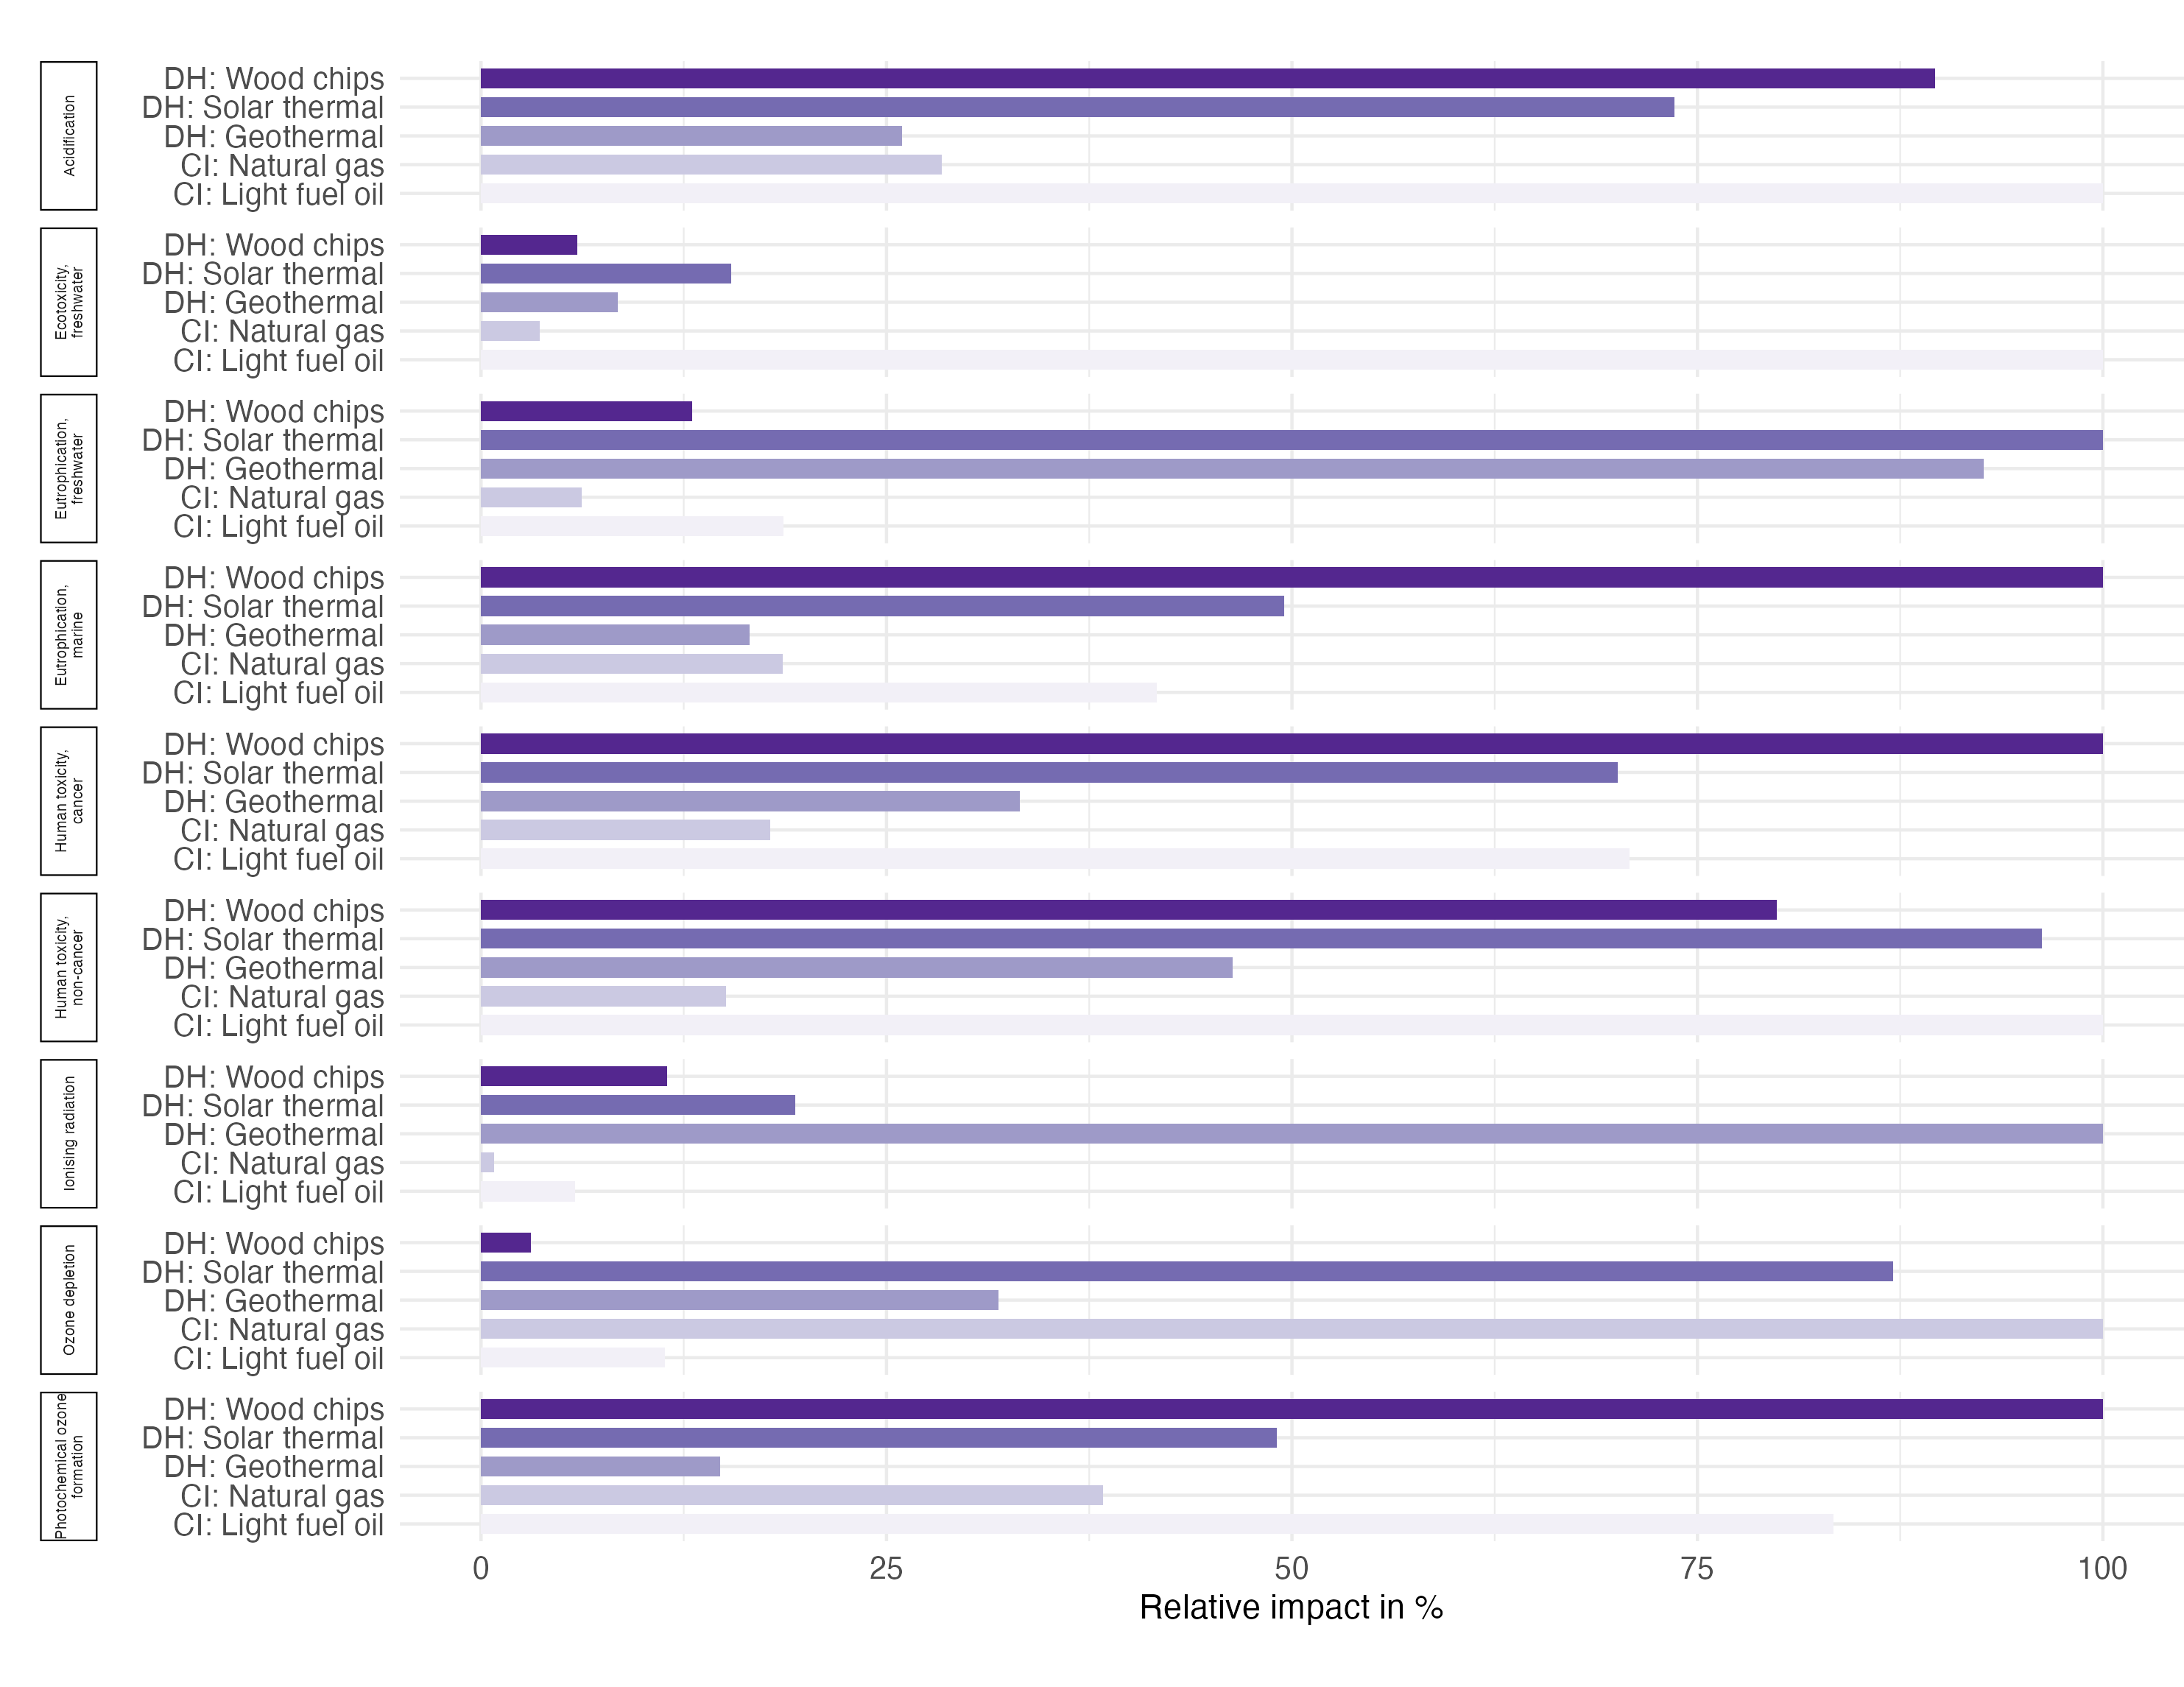 Acidification
DH: Wood chips
DH: Solar thermal
DH: Geothermal
CI: Natural gas
CI: Light fuel oil
Ecotoxicity,
freshwater
DH: Wood chips
DH: Solar thermal
DH: Geothermal
CI: Natural gas
CI: Light fuel oil
Eutrophication,
freshwater
DH: Wood chips
DH: Solar thermal
DH: Geothermal
CI: Natural gas
CI: Light fuel oil
Eutrophication,
marine
DH: Wood chips
DH: Solar thermal
DH: Geothermal
CI: Natural gas
CI: Light fuel oil
Human toxicity,
cancer
DH: Wood chips
DH: Solar thermal
DH: Geothermal
CI: Natural gas
CI: Light fuel oil
Human toxicity,
non-cancer
DH: Wood chips
DH: Solar thermal
DH: Geothermal
CI: Natural gas
CI: Light fuel oil
Ionising radiation
DH: Wood chips
DH: Solar thermal
DH: Geothermal
CI: Natural gas
CI: Light fuel oil
Ozone depletion
DH: Wood chips
DH: Solar thermal
DH: Geothermal
CI: Natural gas
CI: Light fuel oil
Photochemical ozone
formation
DH: Wood chips
DH: Solar thermal
DH: Geothermal
CI: Natural gas
CI: Light fuel oil
0 25 50 75 100
Relative impact in %